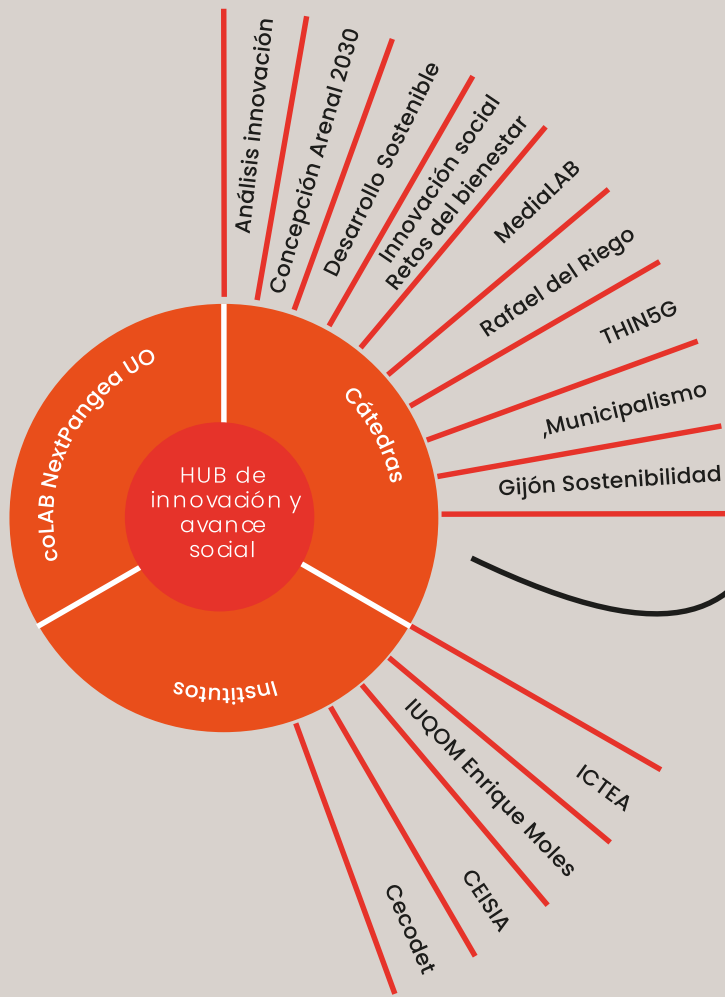 Análisis innovación
Concepción Arenal 2030
Desarrollo Sostenible
Innovación social
Retos del bienestar
MediaLAB
Rafael del Riego
THIN5G
,Municipalismo
Gijón Sostenibilidad
Cátedras
coLAB NextPangea UO
HUB de
innovación y
avance
social
Institutos
ICTEA
IUQOM Enrique Moles
CEISIA
Cecodet